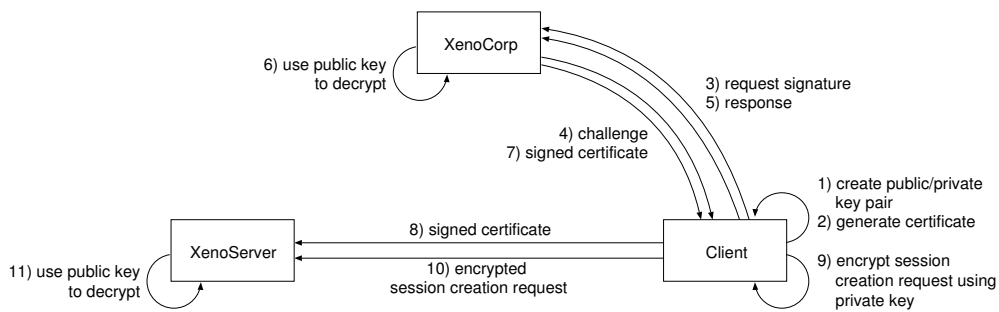 XenoCorp
6) use public key
to decrypt
3) request signature
5) response
4) challenge
7) signed certificate
1) create public/private
key pair
2) generate certificate
8) signed certificate
XenoServer
Client
10) encrypted
session creation request
11) use public key
to decrypt
9) encrypt session
creation request using
private key